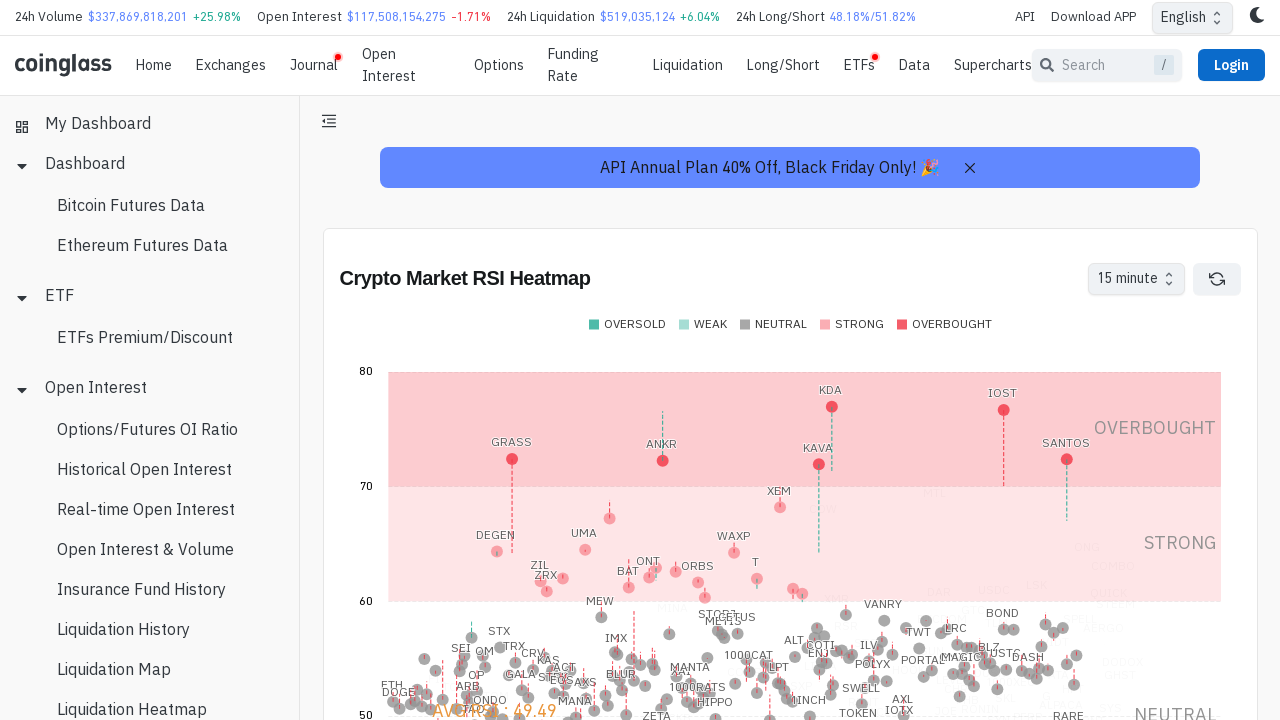 24h Volume $337,869,818,201 +25.98% Open Interest $117,508,154,275 -1.71% 24h Liquidation $519,035,124 +6.04% 24h Long/Short 48.18%/51.82% API Download APP English
coinglass Home Exchanges Journal Open Interest Options Funding Rate Liquidation Long/Short ETFs Data Supercharts Search / Login
My Dashboard
Dashboard
Bitcoin Futures Data
Ethereum Futures Data
ETF
ETFs Premium/Discount
Open Interest
Options/Futures OI Ratio
Historical Open Interest
Real-time Open Interest
Open Interest & Volume
Insurance Fund History
Liquidation History
Liquidation Map
Liquidation Heatmap
API Annual Plan 40% Off, Black Friday Only! 🎉
Crypto Market RSI Heatmap
15 minute
OVERSOLD WEAK NEUTRAL STRONG OVERBOUGHT
80
KDA
IOST
OVERBOUGHT
GRASS
ANKR
KAVA
SANTOS
70
XEM
DEGEN
UMA
WAXP
STRONG
ZIL
ZRX
ONT
BAT
ORBS
T
60
MEW
VANRY
BOND
CETUS
METIS
STX
TWT
LRC
IMX
ALT
COTI
ILV
BLZ
SEI
OM
TRX
CRV
KAS
1000CAT
LPT
POLYX
PORTAL
MAGIC
DASH
GALA
BLUR
MANTA
ETH
DOGE
OP
ARB
1000RATS
HIPPO
SWELL
AXL
IOTX
MANA
ZETA
TOKEN
RARE
AVG RSI : 49.49
NEUTRAL
50